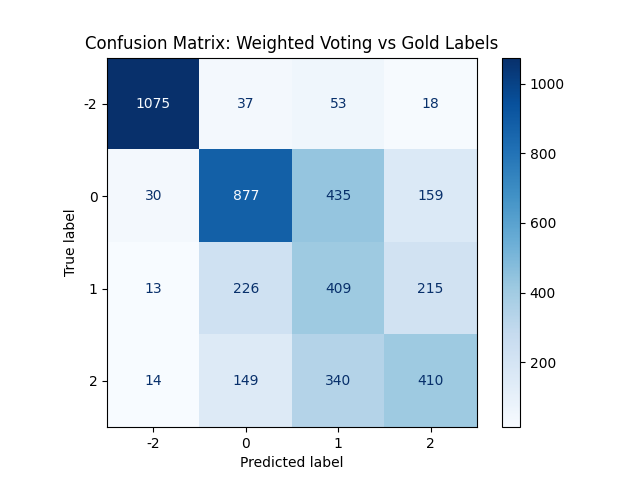 Confusion Matrix: Weighted Voting vs Gold Labels
-2 1075 37 53 18
0 30 877 435 159
1 13 226 409 215
2 14 149 340 410
-2 0 1 2
Predicted label
True label
1000
800
600
400
200